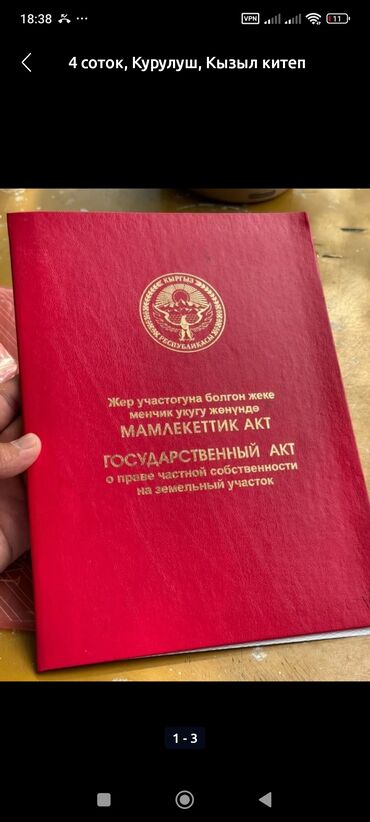 18:38
VPN
11
4 соток, Курулуш, Кызыл китеп
КЫРГЫЗ
РЕСПУБЛИКАСЫ
Жер участогуна болгон жеке
менчик укугу жөнүндө
МАМЛЕКЕТТИК АКТ
ГОСУДАРСТВЕННЫЙ АКТ
о праве частной собственности
на земельный участок
1 - 3